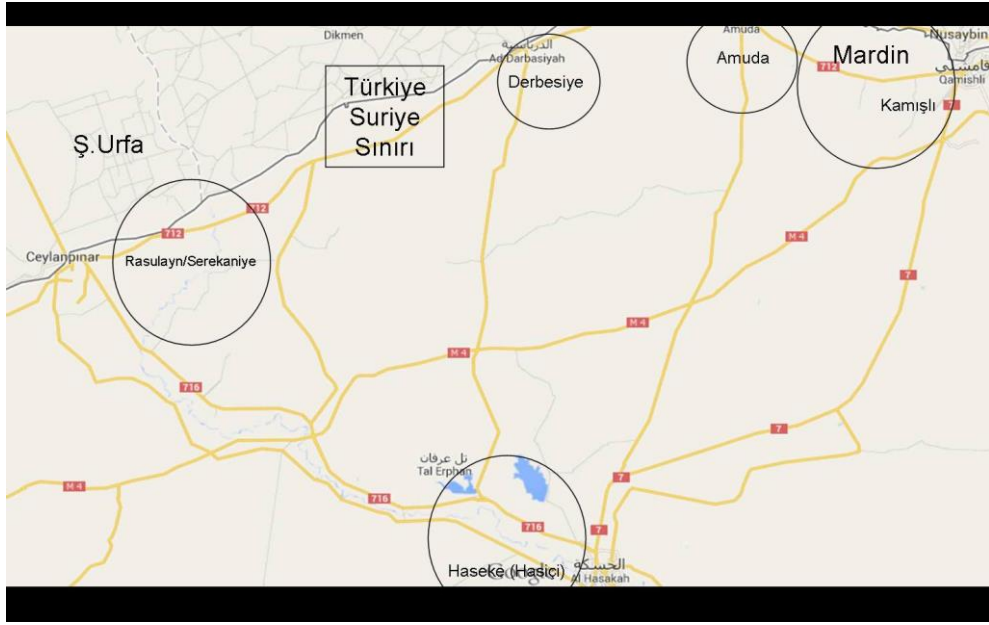 Dikmen
Amuda
Nusaybin
الدرباسية
Ad Darbasiyah
Mardin
Amuda
قامشلي
Qamishli
712
Türkiye
Suriye
Sınırı
Derbesiye
Kamışlı
7
Ş.Urfa
712
712
M 4
Ceylanpınar
Rasulayn/Serekaniye
7
M 4
M 4
716
7
تل عرفان
Tal Erphan
7
M 4
716
716
7
Haseke (Hasiçi)
Google
الحسكة
Al Hasakah